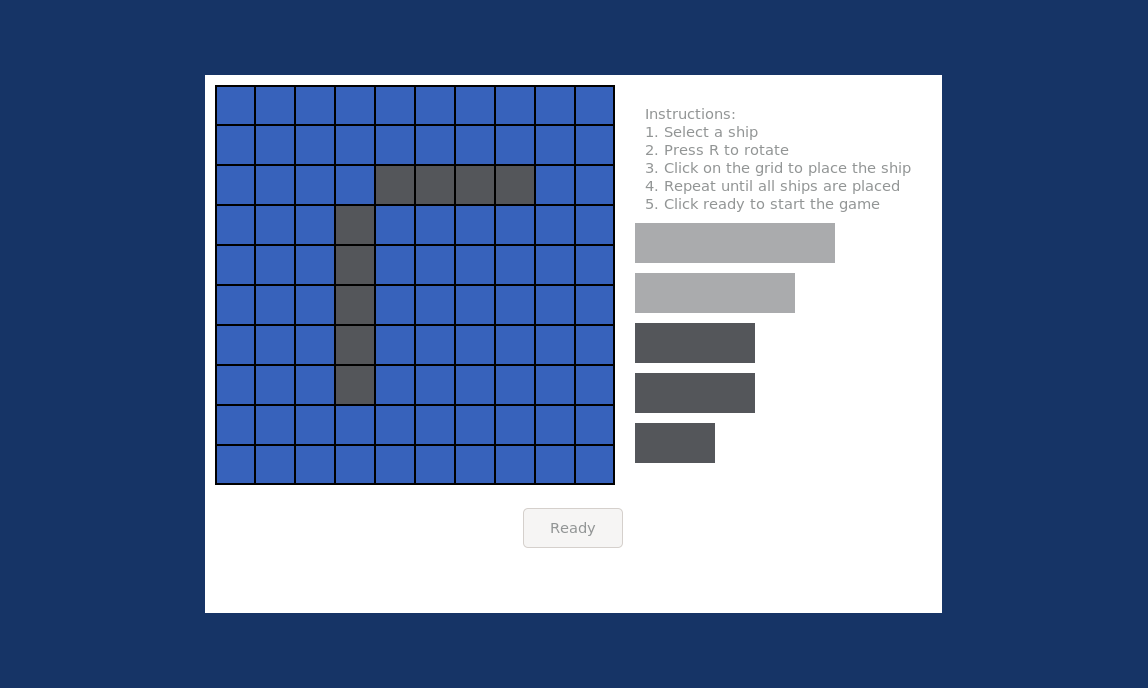 Instructions:
1. Select a ship
2. Press R to rotate
3. Click on the grid to place the ship
4. Repeat until all ships are placed
5. Click ready to start the game
Ready